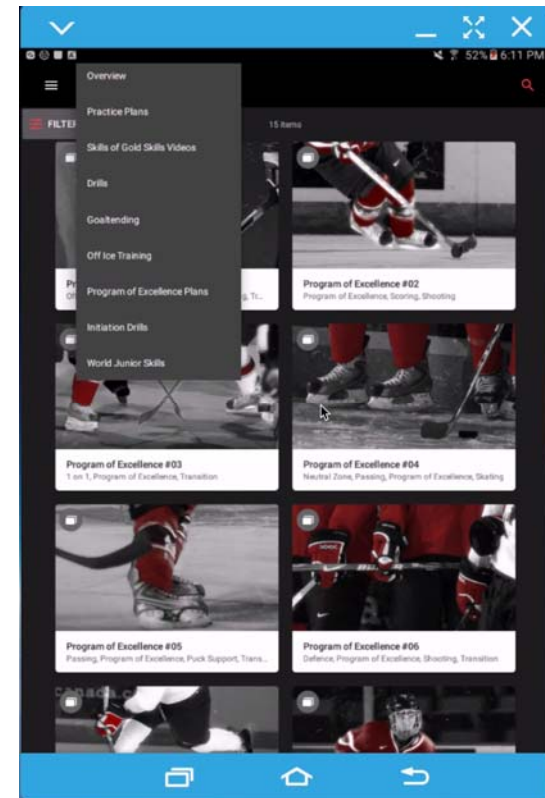 52% 6:11 PM
Overview
Practice Plans
Skills of Gold Skills Videos
Drills
Goaltending
Off Ice Training
Program of Excellence Plans
Initiation Drills
World Junior Skills
FILTER
15 items
Program of Excellence #02
Program of Excellence, Scoring, Shooting
Program of Excellence #03
1 on 1, Program of Excellence, Transition
Program of Excellence #04
Neutral Zone, Passing, Program of Excellence, Skating
Program of Excellence #05
Passing, Program of Excellence, Puck Support, Trans...
Program of Excellence #06
Defence, Program of Excellence, Shooting, Transition